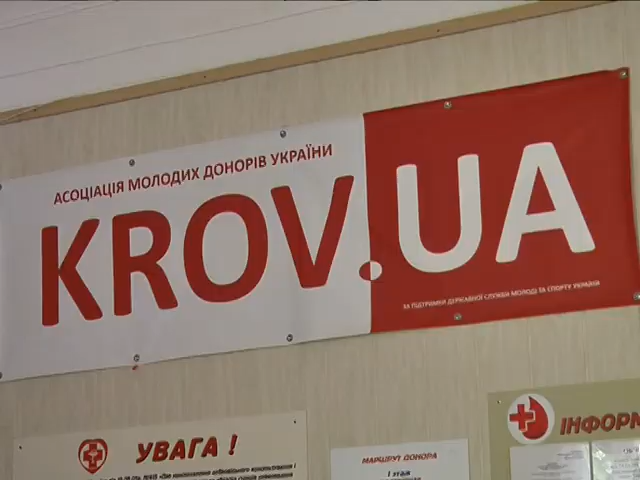 АСОЦІАЦІЯ МОЛОДИХ ДОНОРІВ УКРАЇНИ
KROV.UA
ЗА ПІДТРИМКИ ДЕРЖАВНОЇ СЛУЖБИ МОЛОДІ ТА СПОРТУ УКРАЇНИ
УВАГА !
МАРШРУТ ДОНОРА
І етап
ІНФОРМ